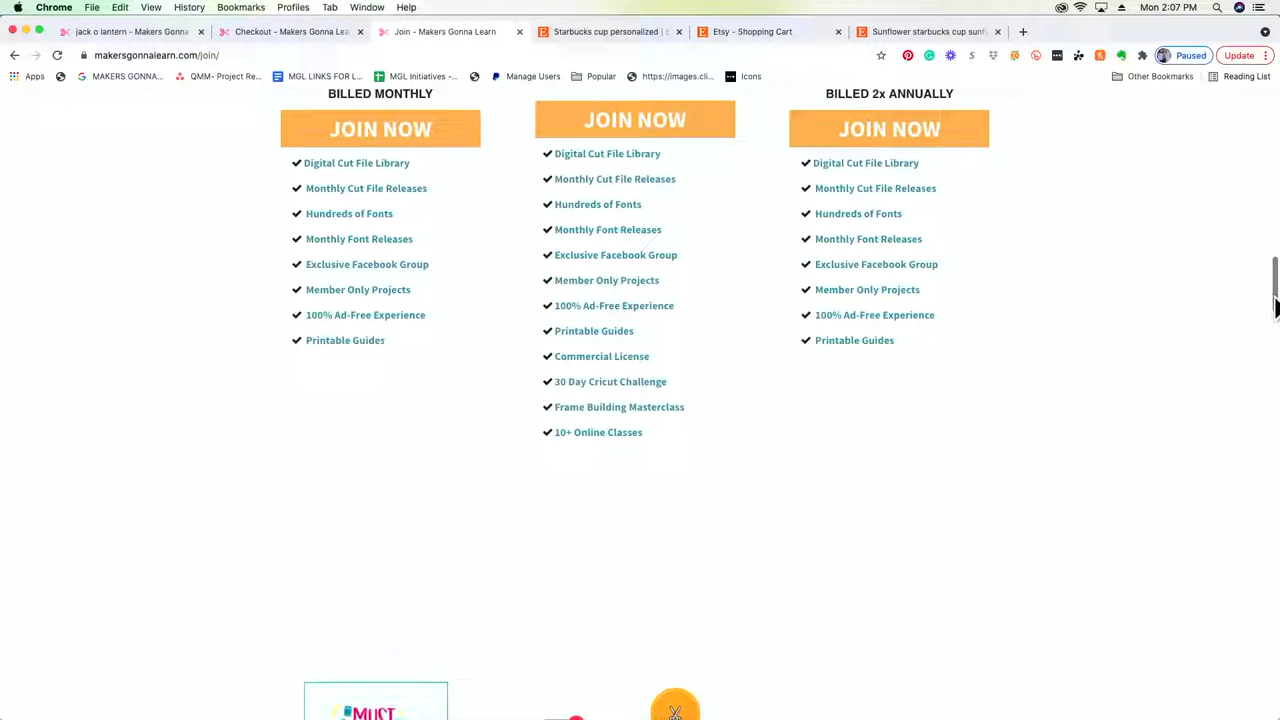 Chrome File Edit View History Bookmarks Profiles Tab Window Help
Mon 2:07 PM
jack o lantern - Makers Gonna
Checkout - Makers Gonna Lea
Join - Makers Gonna Learn
Starbucks cup personalized |
Etsy - Shopping Cart
Sunflower starbucks cup sunf
makersgonnalearn.com/join/
Paused
Update
Apps
MAKERS GONNA...
QMM- Project Re...
MGL LINKS FOR L...
MGL Initiatives -...
Manage Users
Popular
https://images.cli...
Icons
Other Bookmarks
Reading List
BILLED MONTHLY
JOIN NOW
Digital Cut File Library
Monthly Cut File Releases
Hundreds of Fonts
Monthly Font Releases
Exclusive Facebook Group
Member Only Projects
100% Ad-Free Experience
Printable Guides
JOIN NOW
Digital Cut File Library
Monthly Cut File Releases
Hundreds of Fonts
Monthly Font Releases
Exclusive Facebook Group
Member Only Projects
100% Ad-Free Experience
Printable Guides
Commercial License
30 Day Cricut Challenge
Frame Building Masterclass
10+ Online Classes
BILLED 2x ANNUALLY
JOIN NOW
Digital Cut File Library
Monthly Cut File Releases
Hundreds of Fonts
Monthly Font Releases
Exclusive Facebook Group
Member Only Projects
100% Ad-Free Experience
Printable Guides
MUST